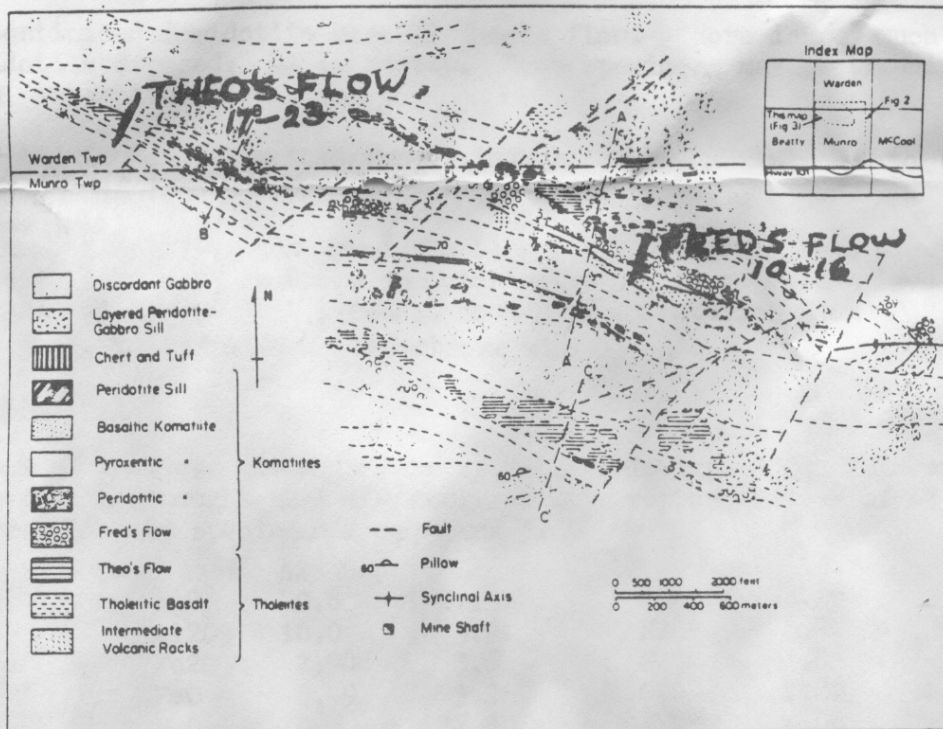 Index Map
Warden
Fig 2
This map
(Fig 3)
Beatty
Munro
McCool
THEO'S FLOW
17-23
Warden Twp
Munro Twp
A
B
B
70
FRED'S FLOW
10-16
N
A
C
60
C'
Discordant Gabbro
Layered Peridotite-
Gabbro Sill
Chert and Tuff
Peridotite Sill
Basaltic Komatiite
Pyroxenitic "
Peridotitic "
Fred's Flow
Komatiites
Theo's Flow
Tholeiitic Basalt
Intermediate
Volcanic Rocks
Tholeiites
Fault
60 Pillow
Synclinal Axis
Mine Shaft
0 500 1000 2000 feet
0 200 400 600 meters